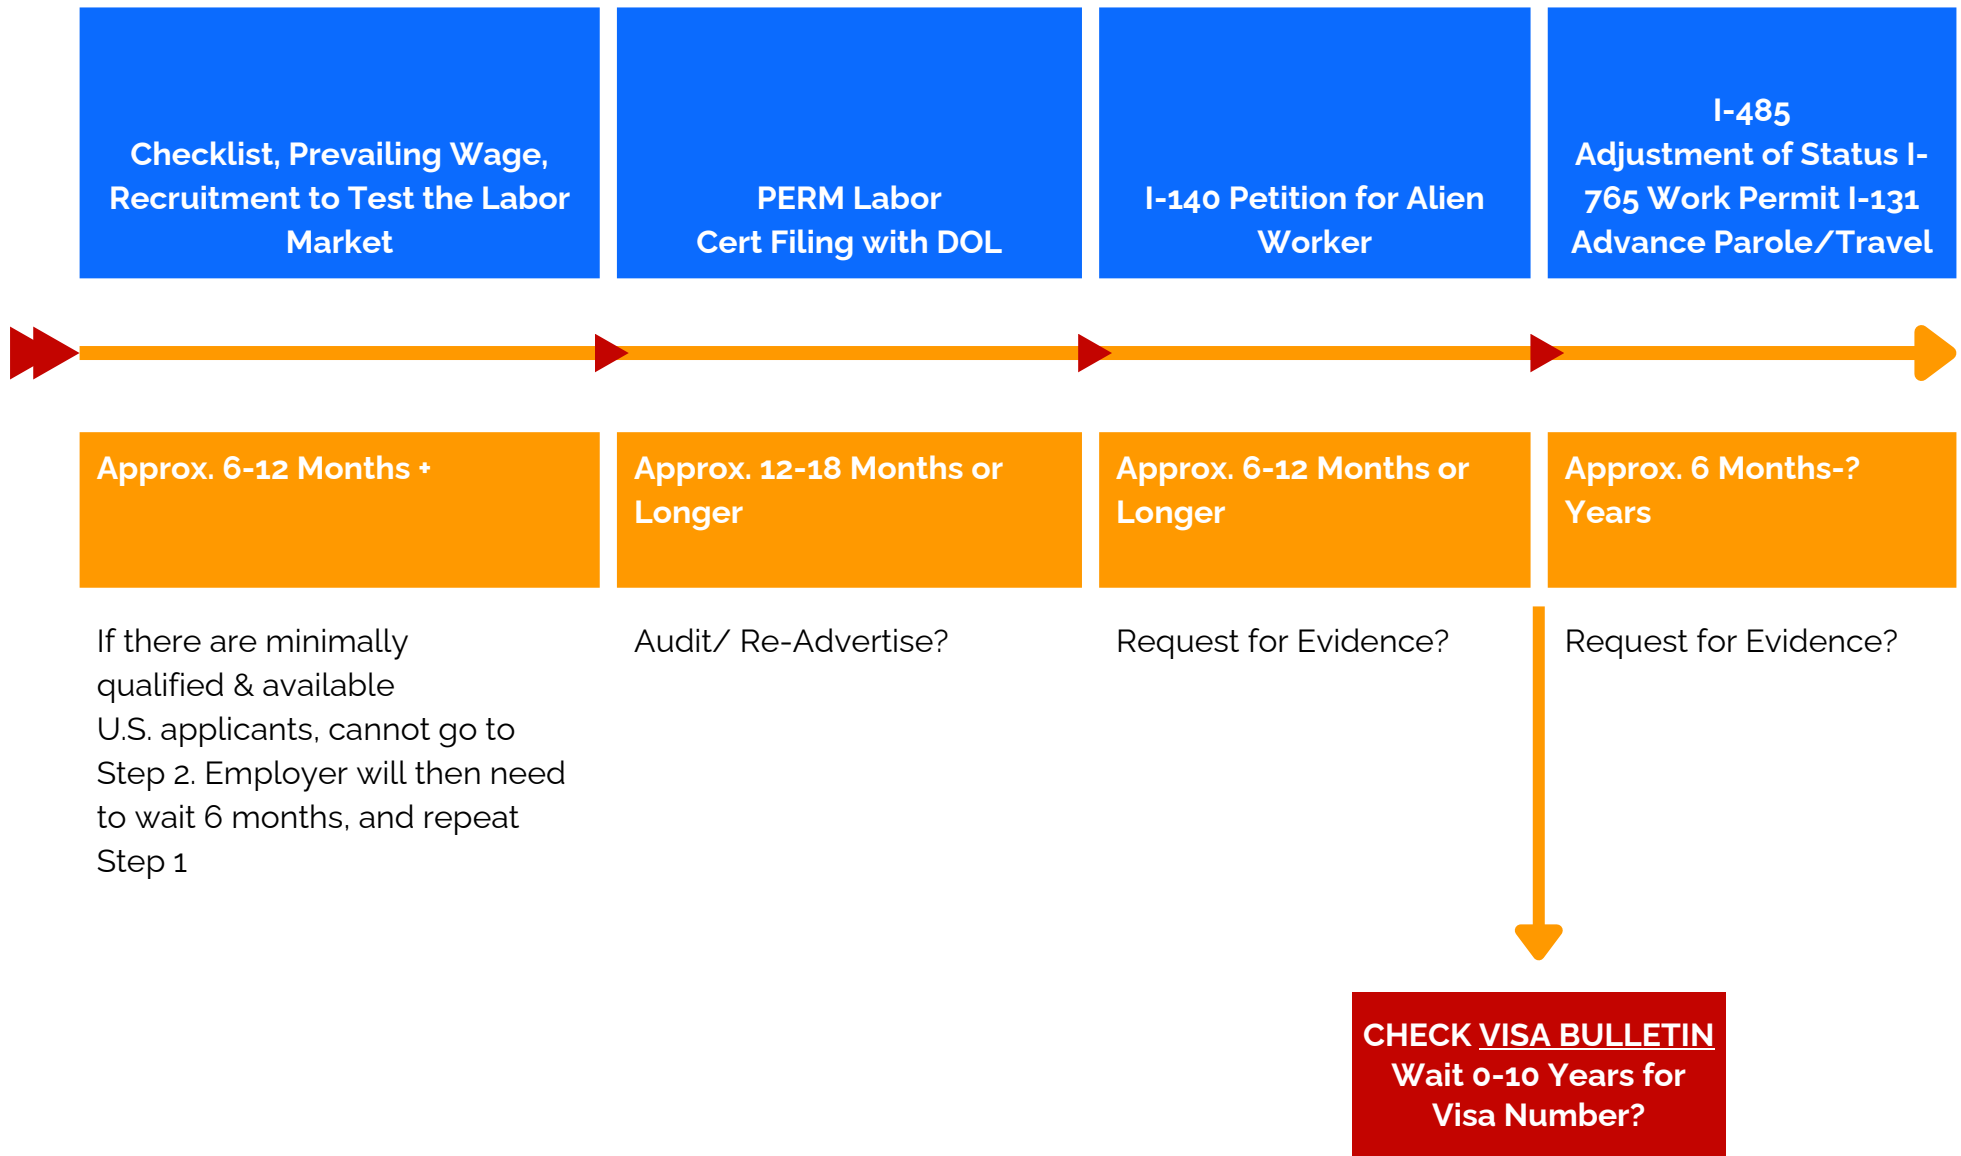 Checklist, Prevailing Wage,
Recruitment to Test the Labor
Market
PERM Labor
Cert Filing with DOL
I-140 Petition for Alien
Worker
I-485
Adjustment of Status I-
765 Work Permit I-131
Advance Parole/Travel
Approx. 6-12 Months +
Approx. 12-18 Months or
Longer
Approx. 6-12 Months or
Longer
Approx. 6 Months-?
Years
If there are minimally
qualified & available
U.S. applicants, cannot go to
Step 2. Employer will then need
to wait 6 months, and repeat
Step 1
Audit/ Re-Advertise?
Request for Evidence?
Request for Evidence?
CHECK VISA BULLETIN
Wait 0-10 Years for
Visa Number?